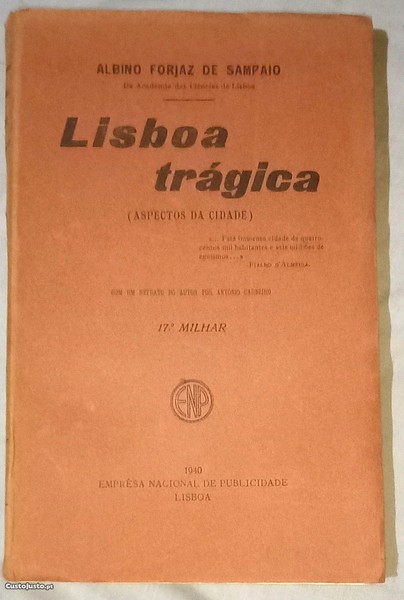 ALBINO FORJAZ DE SAMPAIO
Da Academia das Ciências de Lisboa
Lisboa
trágica
(ASPECTOS DA CIDADE)
«... Esta imensa cidade de quatro-
centos mil habitantes e seis milhões de
egoismos...»
FIALHO D'ALMEIDA.
COM UM RETRATO DO AUTOR POR ANTÓNIO CARNEIRO
17.º MILHAR
ENP
1940
EMPRÊSA NACIONAL DE PUBLICIDADE
LISBOA
CustoJusto.pt